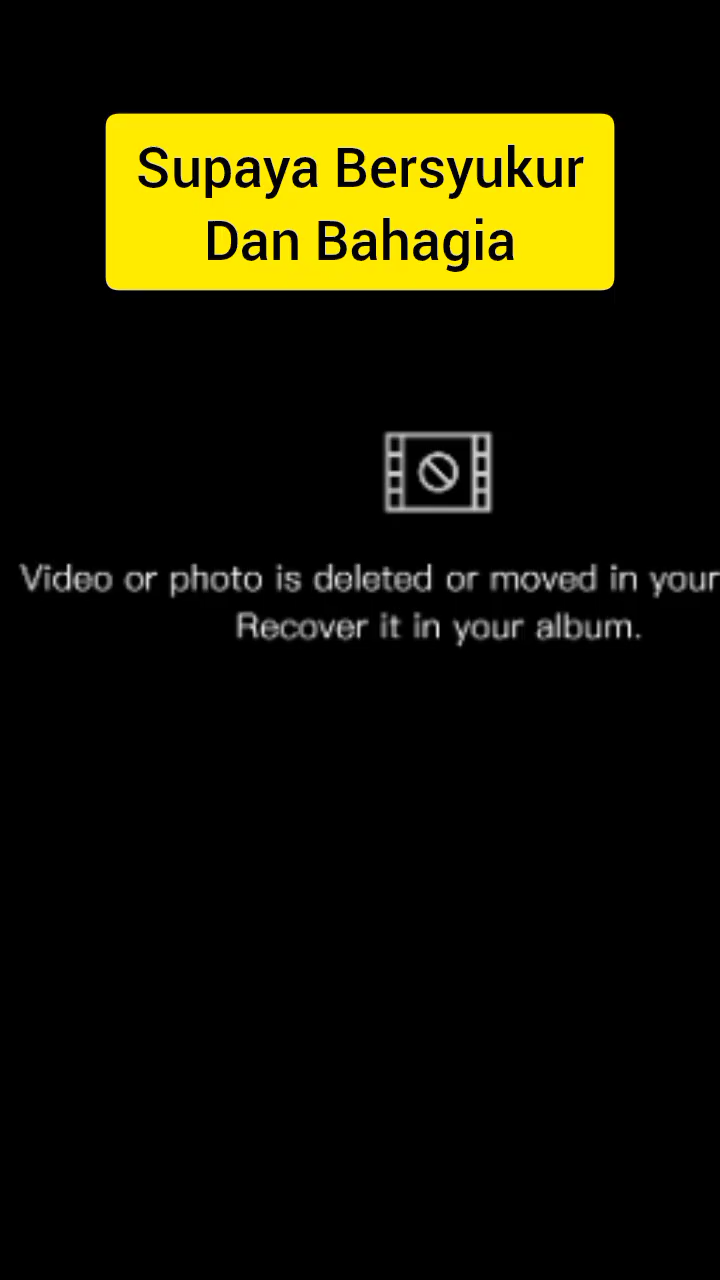 Supaya Bersyukur
Dan Bahagia
Video or photo is deleted or moved in your
Recover it in your album.